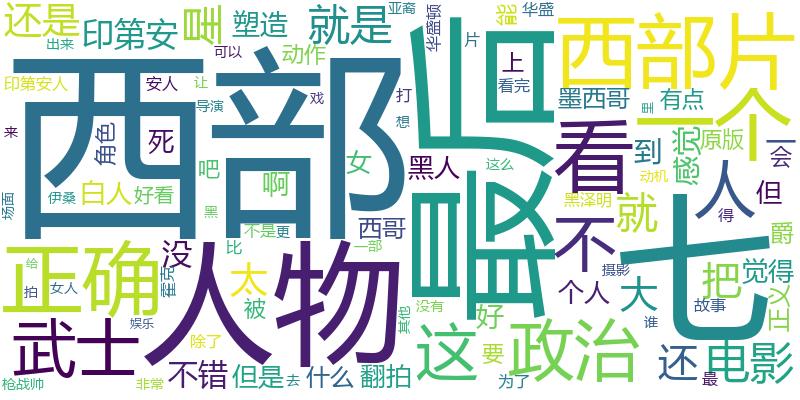 还是
印第安
星
塑造
就是
亚裔
华盛顿
能
华盛
出来
可以
动作
片
西部片
西部
最后
一个
印第安人
安人
让
导演
戏
打
想
上
看完
墨西哥
里
有点
来
角色
死
女
黑人
这么
看
到
感觉
原版
会
场面
伊桑
白人
好看
吧
啊
动机
黑泽明
就
人
得
但
黑
不是
更
西哥
不
七
爵
正确
没
人物
一部
比
太
被
霍克
给
拍
女人
没有
其他
好
个人
摄影
大
把
觉得
故事
正义
谁
武士
娱乐
除了
不错
但是
去
什么
翻拍
这
要
政治
还
电影
最
枪战
帅
非常
为了